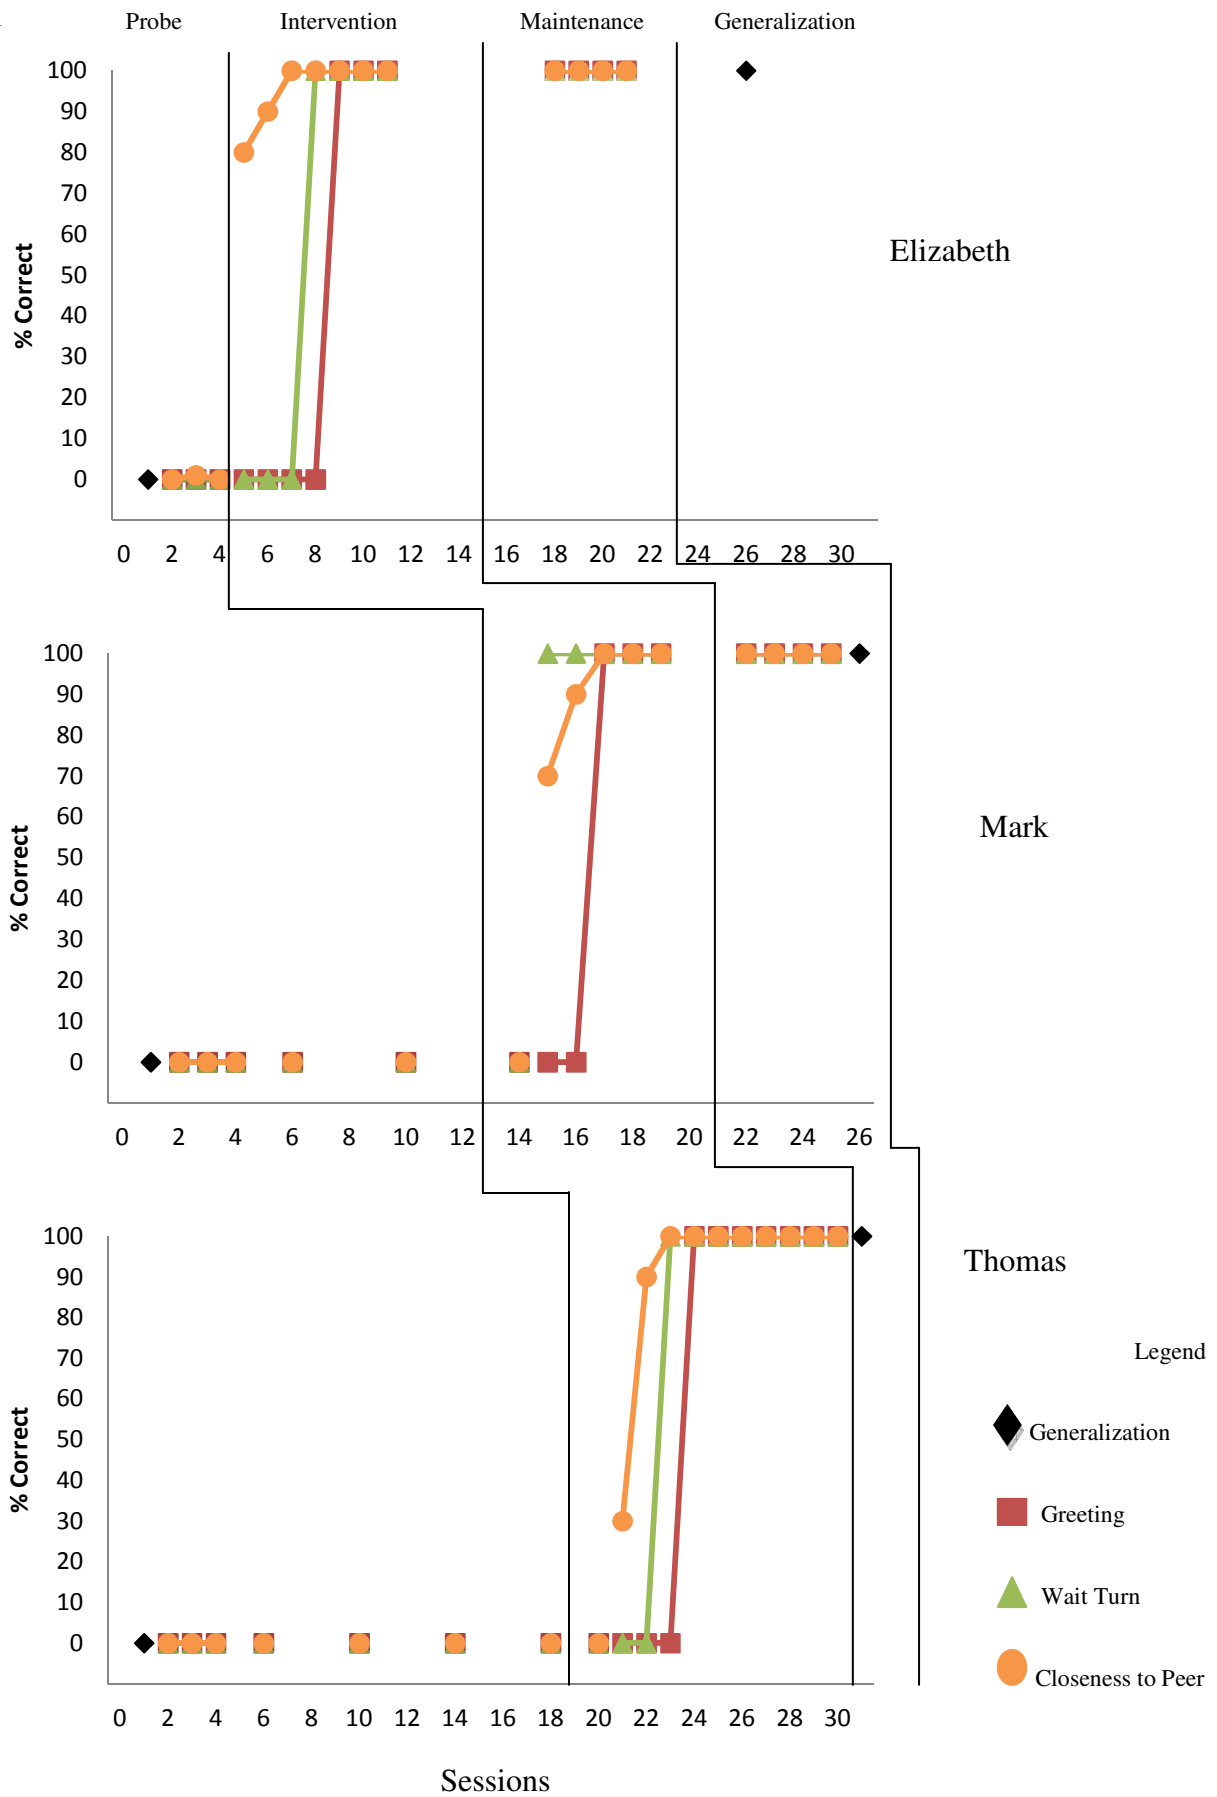 Probe Intervention Maintenance Generalization
100
90
80
70
60
50
40
30
20
10
0
% Correct
Elizabeth
0 2 4 6 8 10 12 14 16 18 20 22 24 26 28 30
100
90
80
70
60
50
40
30
20
10
0
% Correct
Mark
0 2 4 6 8 10 12 14 16 18 20 22 24 26
100
90
80
70
60
50
40
30
20
10
0
% Correct
Thomas
Legend
Generalization
Greeting
Wait Turn
Closeness to Peer
0 2 4 6 8 10 12 14 18 20 22 24 26 28 30
Sessions